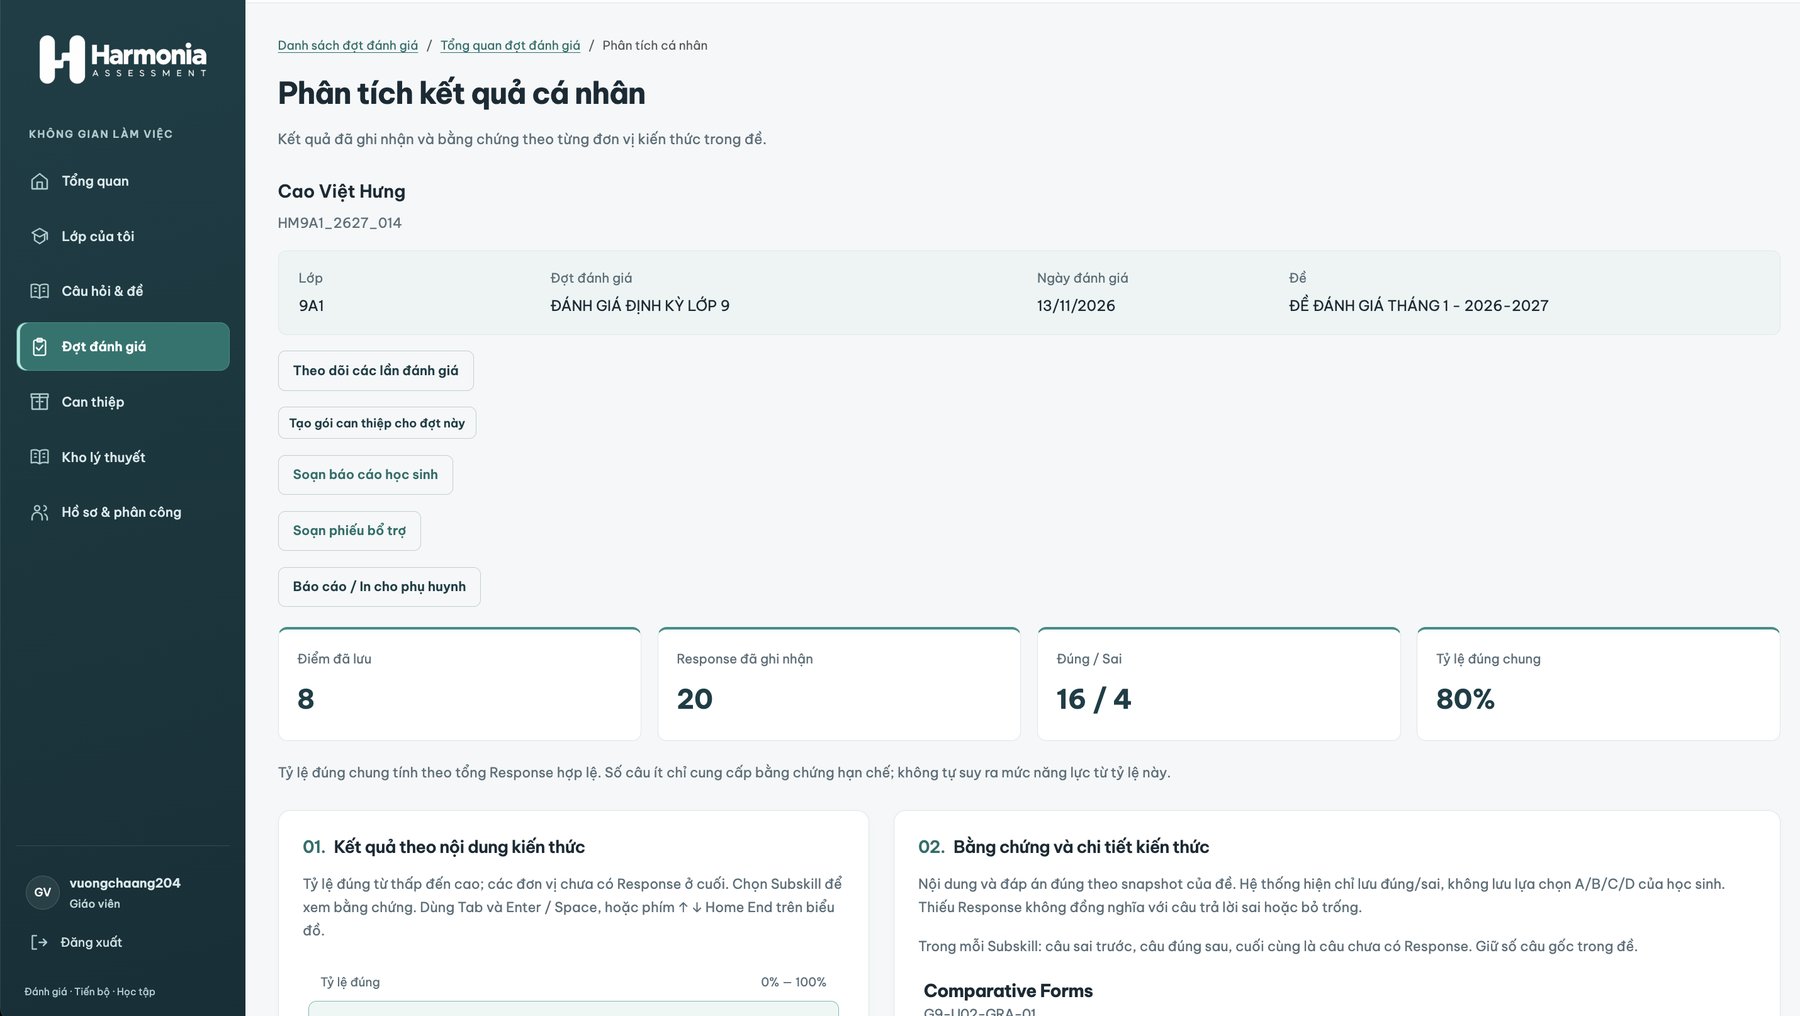 Harmonia
ASSESSMENT
KHÔNG GIAN LÀM VIỆC
Tổng quan
Lớp của tôi
Câu hỏi & đề
Đợt đánh giá
Can thiệp
Kho lý thuyết
Hồ sơ & phân công
GV
vuongchaang204
Giáo viên
Đăng xuất
Đánh giá · Tiến bộ · Học tập
Danh sách đợt đánh giá / Tổng quan đợt đánh giá / Phân tích cá nhân
Phân tích kết quả cá nhân
Kết quả đã ghi nhận và bằng chứng theo từng đơn vị kiến thức trong đề.
Cao Việt Hưng
HM9A1_2627_014
Lớp
9A1
Đợt đánh giá
ĐÁNH GIÁ ĐỊNH KỲ LỚP 9
Ngày đánh giá
13/11/2026
Đề
ĐỀ ĐÁNH GIÁ THÁNG 1 - 2026-2027
Theo dõi các lần đánh giá
Tạo gói can thiệp cho đợt này
Soạn báo cáo học sinh
Soạn phiếu bổ trợ
Báo cáo / In cho phụ huynh
Điểm đã lưu
8
Response đã ghi nhận
20
Đúng / Sai
16 / 4
Tỷ lệ đúng chung
80%
Tỷ lệ đúng chung tính theo tổng Response hợp lệ. Số câu ít chỉ cung cấp bằng chứng hạn chế; không tự suy ra mức năng lực từ tỷ lệ này.
01. Kết quả theo nội dung kiến thức
Tỷ lệ đúng từ thấp đến cao; các đơn vị chưa có Response ở cuối. Chọn Subskill để
xem bằng chứng. Dùng Tab và Enter / Space, hoặc phím ↑ ↓ Home End trên biểu
đồ.
Tỷ lệ đúng
0% — 100%
02. Bằng chứng và chi tiết kiến thức
Nội dung và đáp án đúng theo snapshot của đề. Hệ thống hiện chỉ lưu đúng/sai, không lưu lựa chọn A/B/C/D của học sinh.
Thiếu Response không đồng nghĩa với câu trả lời sai hoặc bỏ trống.
Trong mỗi Subskill: câu sai trước, câu đúng sau, cuối cùng là câu chưa có Response. Giữ số câu gốc trong đề.
Comparative Forms
G9-U02-GRA-01